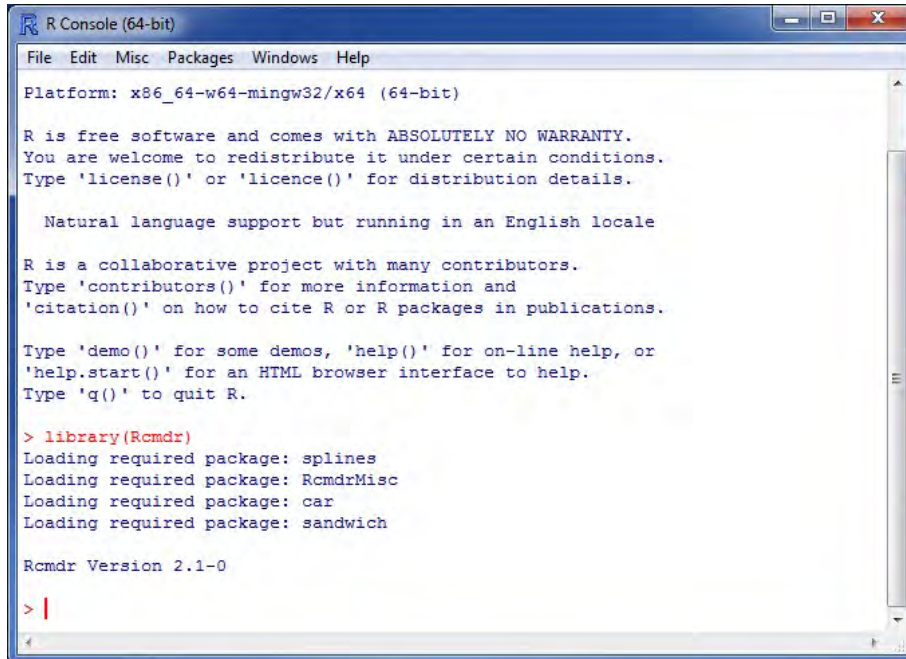 R Console (64-bit)
File Edit Misc Packages Windows Help
Platform: x86_64-w64-mingw32/x64 (64-bit)
R is free software and comes with ABSOLUTELY NO WARRANTY.
You are welcome to redistribute it under certain conditions.
Type 'license()' or 'licence()' for distribution details.
Natural language support but running in an English locale
R is a collaborative project with many contributors.
Type 'contributors()' for more information and
'citation()' on how to cite R or R packages in publications.
Type 'demo()' for some demos, 'help()' for on-line help, or
'help.start()' for an HTML browser interface to help.
Type 'q()' to quit R.
> library(Rcmdr)
Loading required package: splines
Loading required package: RcmdrMisc
Loading required package: car
Loading required package: sandwich
Rcmdr Version 2.1-0
>